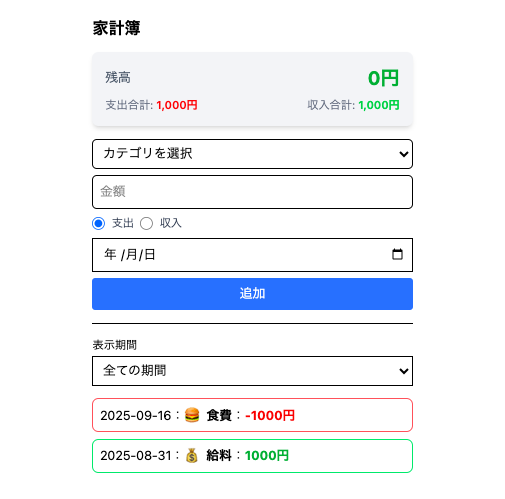 家計簿
残高 0円
支出合計: 1,000円 収入合計: 1,000円
カテゴリを選択
金額
支出 収入
年 /月/日
追加
表示期間
全ての期間
2025-09-16：🍔 食費：-1000円
2025-08-31：💰 給料：1000円